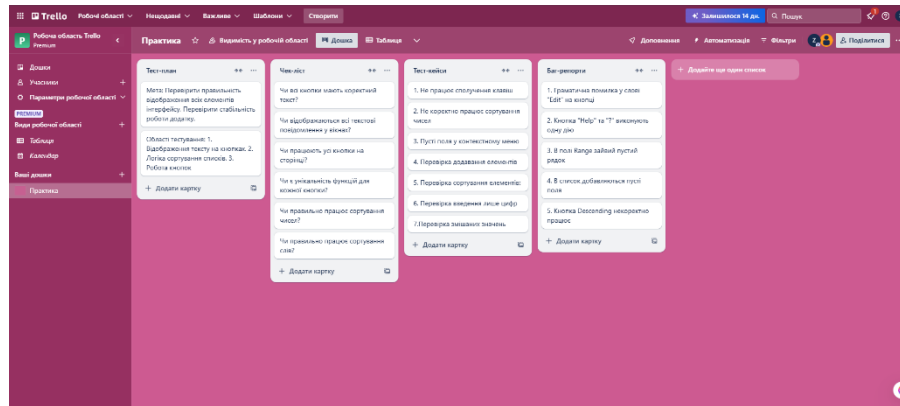 Trello
Робочі області
Нещодавні
Важливе
Шаблони
Створити
Залишилося 14 дн.
Пошук
P
Робоча область Trello
Premium
Практика
Видимість у робочій області
Дошка
Таблиця
Доповнення
Автоматизація
Фільтри
Поділитися
Дошки
Учасники
Параметри робочої області
PREMIUM
Види робочої області
Таблиця
Календар
Ваші дошки
Практика
Тест-план
Мета: Перевірити правильність
відображення всіх елементів
інтерфейсу. Перевірити стабільність
роботи додатку.
Області тестування: 1.
Відображення тексту на кнопках. 2.
Логіка сортування списків. 3.
Робота кнопок
+ Додати картку
Чек-ліст
Чи всі кнопки мають коректний
текст?
Чи відображаються всі текстові
повідомлення у вікню?
Чи працюють усі кнопки на
сторінці?
Чи є унікальність функцій для
кожної кнопки?
Чи правильно працює сортування
чисел?
Чи правильно працює сортування
слів?
+ Додати картку
Тест-кейси
1. Не працює сполучення клавіш
2. Не коректно працює сортування
чисел
3. Пусті поля у контекстному меню
4. Перевірка додавання елементів
5. Перевірка сортування елементів:
6. Перевірка введення лише цифр
7.Перевірка змішаних значень
+ Додати картку
Баг-репорти
1. Граматична помилка у слові
"Edit" на кнопці
2. Кнопка "Help" та "?" виконують
одну дію
3. В полі Range зайвий пустий
рядок
4. В список добавляються пусті
поля
5. Кнопка Descending некоректно
працює
+ Додати картку
+ Додайте ще один список